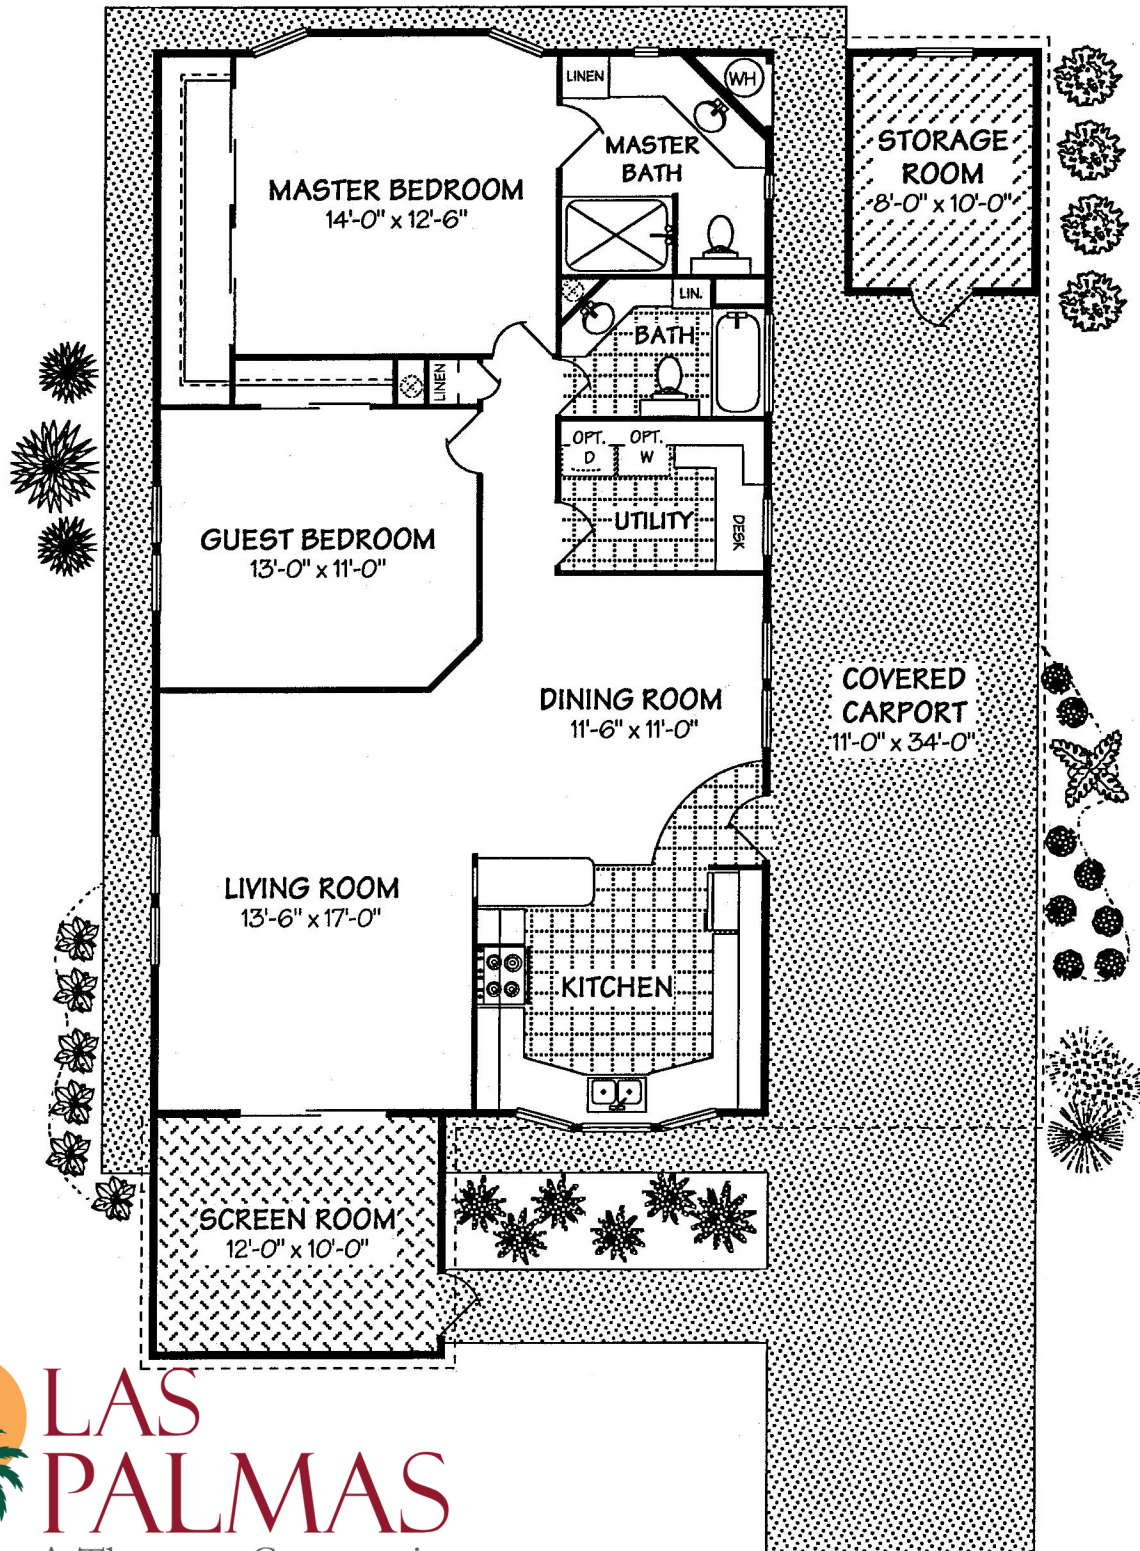 LINEN
WH
MASTER
BATH
STORAGE
ROOM
8'-0" x 10'-0"
MASTER BEDROOM
14'-0" x 12'-6"
LIN.
BATH
LINEN
OPT.
D
OPT.
W
UTILITY
DESK
GUEST BEDROOM
13'-0" x 11'-0"
DINING ROOM
11'-6" x 11'-0"
COVERED
CARPORT
11'-0" x 34'-0"
LIVING ROOM
13'-6" x 17'-0"
KITCHEN
SCREEN ROOM
12'-0" x 10'-0"
LAS
PALMAS